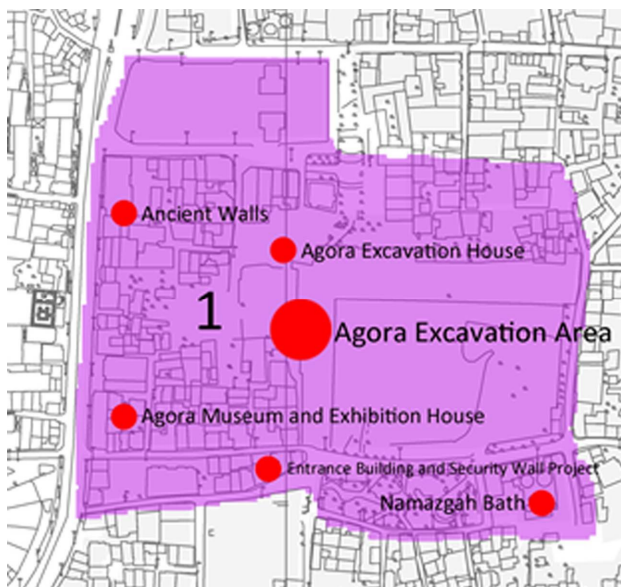 Ancient Walls
Agora Excavation House
1
Agora Excavation Area
Agora Museum and Exhibition House
Entrance Building and Security Wall Project
Namazgah Bath